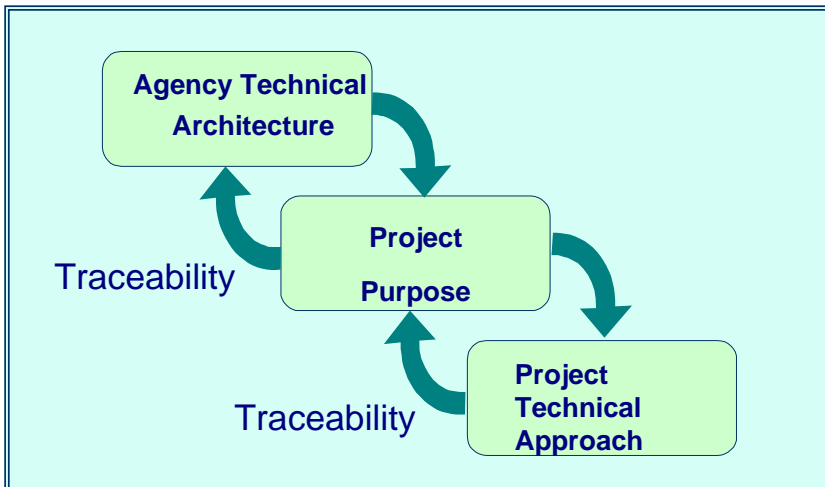 Agency Technical
Architecture
Project
Purpose
Traceability
Project
Technical
Approach
Traceability